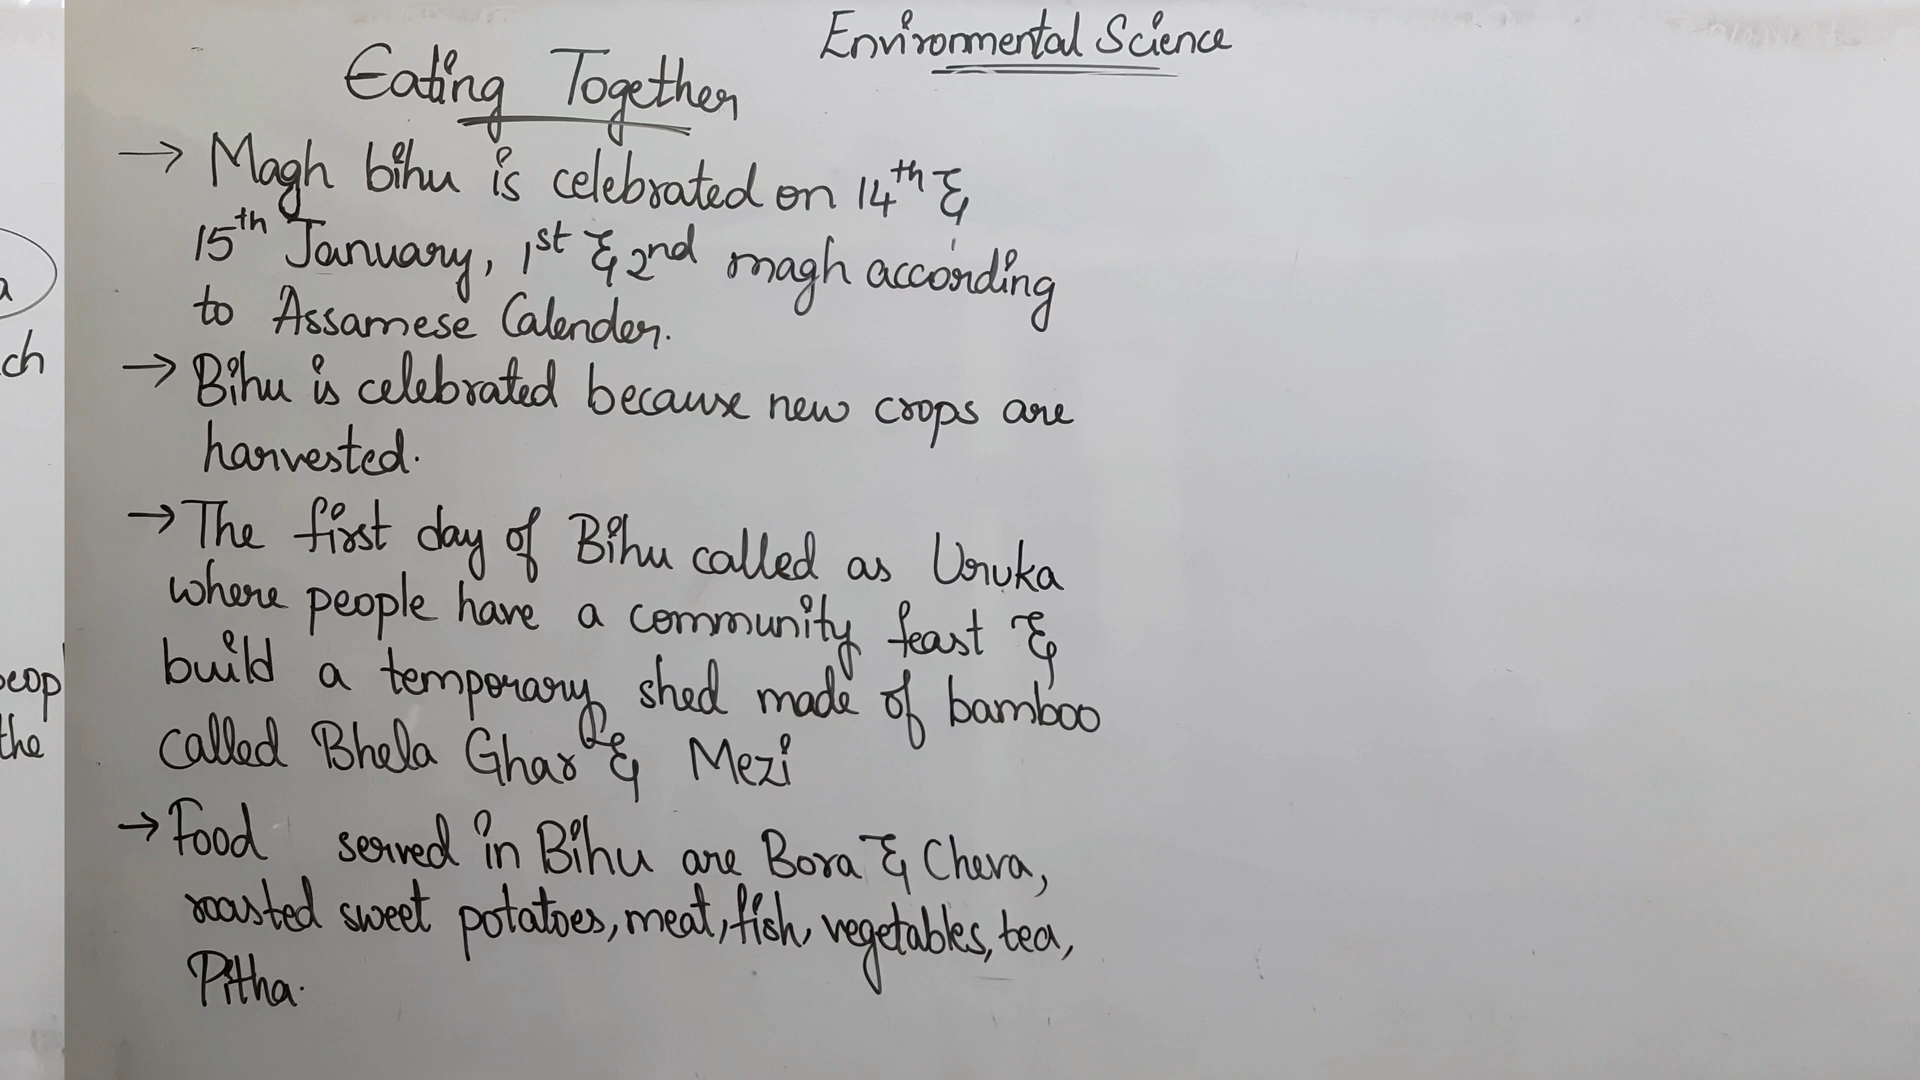 Environmental Science
Eating Together
→ Magh bihu is celebrated on 14th &
15th January, 1st & 2nd magh according
to Assamese Calender.
→ Bihu is celebrated because new crops are
harvested.
→ The first day of Bihu called as Uruka
where people have a community feast &
build a temporary shed made of bamboo
called Bhela Ghar & Mezi
→ Food served in Bihu are Bora & Cheva,
roasted sweet potatoes, meat, fish, vegetables, tea,
Pitha.
ch
peop
the